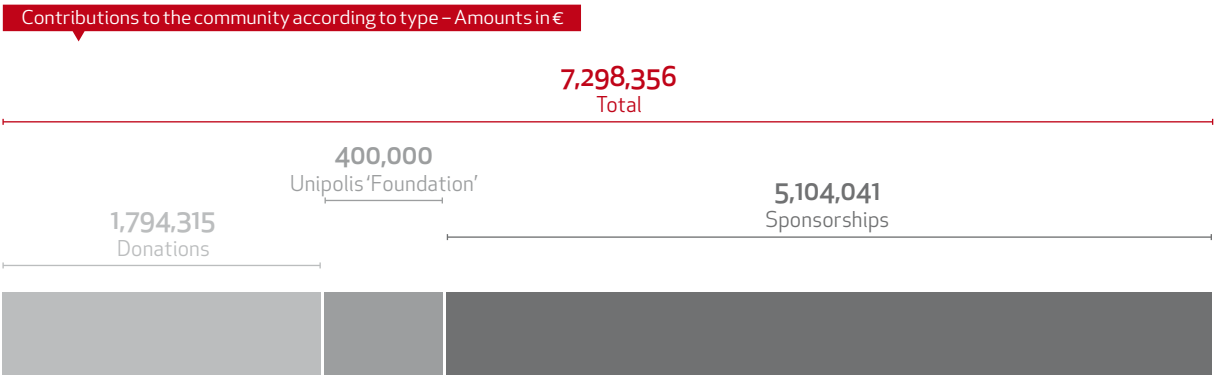 Contributions to the community according to type – Amounts in €
7,298,356
Total
400,000
Unipolis ‘Foundation’
5,104,041
Sponsorships
1,794,315
Donations